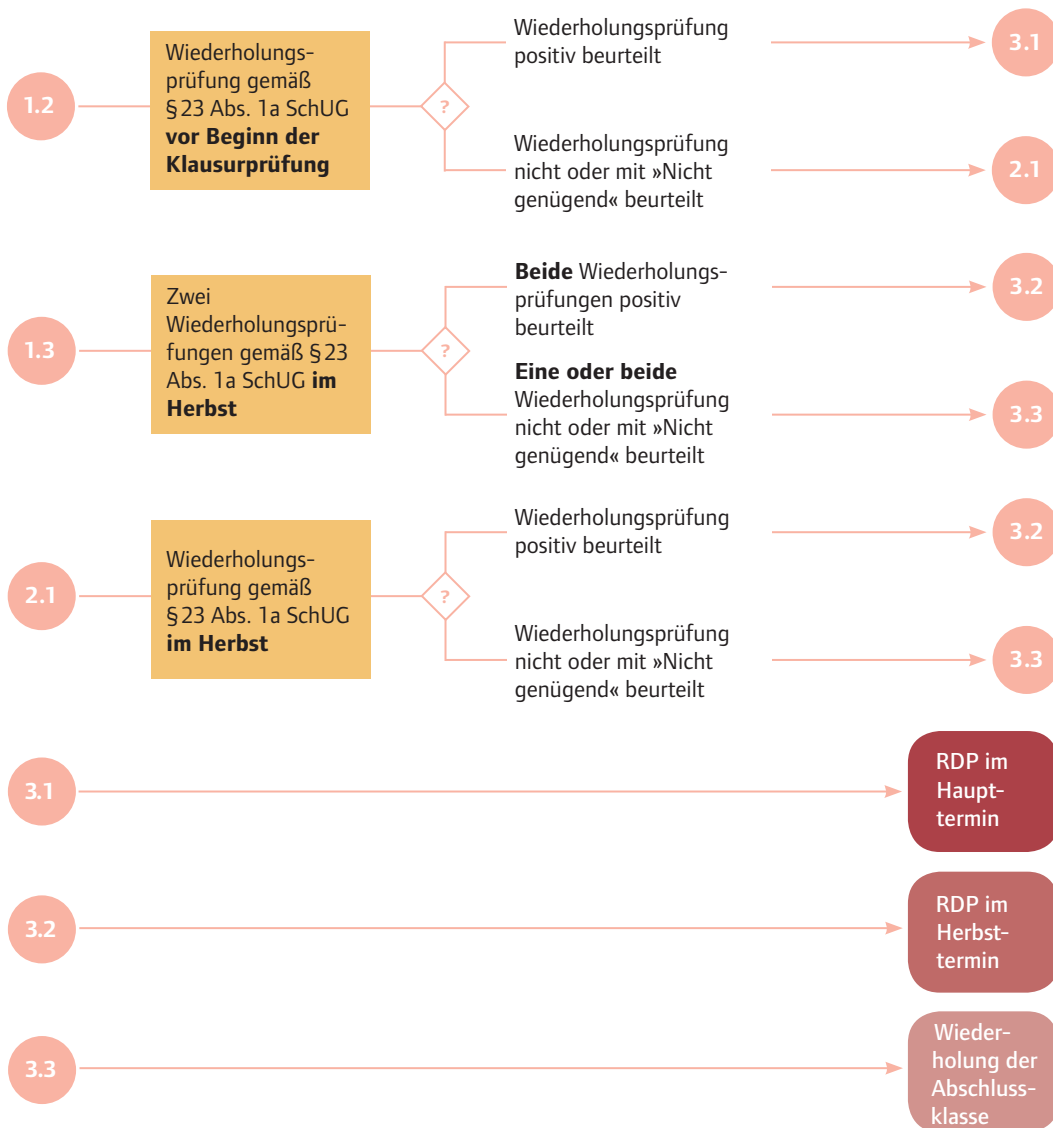 1.2
Wiederholungs-
prüfung gemäß
§ 23 Abs. 1a SchUG
vor Beginn der
Klausurprüfung
?
Wiederholungsprüfung
positiv beurteilt
3.1
Wiederholungsprüfung
nicht oder mit »Nicht
genügend« beurteilt
2.1
1.3
Zwei
Wiederholungsprü-
fungen gemäß § 23
Abs. 1a SchUG im
Herbst
?
Beide Wiederholungs-
prüfungen positiv
beurteilt
3.2
Eine oder beide
Wiederholungsprüfung
nicht oder mit »Nicht
genügend« beurteilt
3.3
2.1
Wiederholungs-
prüfung gemäß
§ 23 Abs. 1a SchUG
im Herbst
?
Wiederholungsprüfung
positiv beurteilt
3.2
Wiederholungsprüfung
nicht oder mit »Nicht
genügend« beurteilt
3.3
3.1
RDP im
Haupt-
termin
3.2
RDP im
Herbst-
termin
3.3
Wieder-
holung der
Abschluss-
klasse